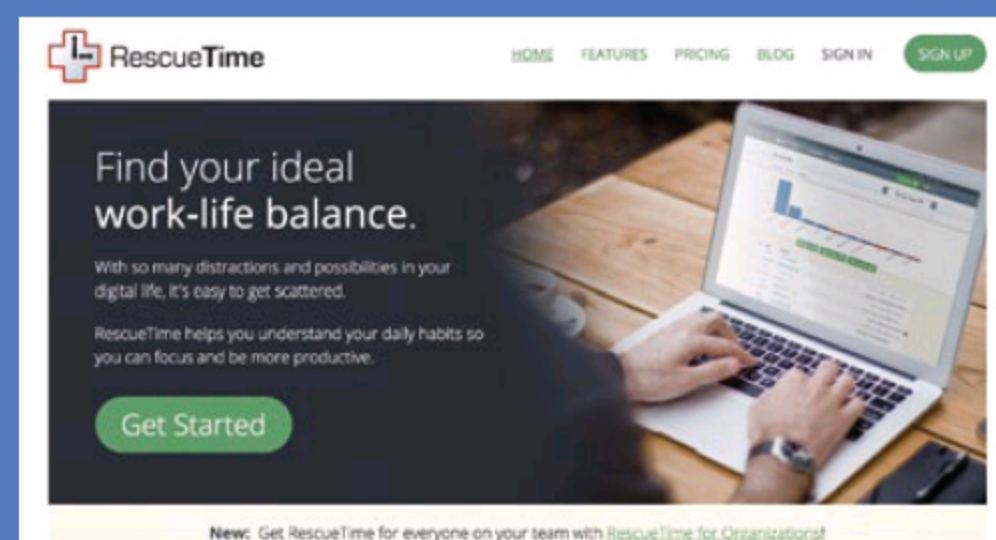 RescueTime
HOME FEATURES PRICING BLOG SIGN IN SIGN UP
Find your ideal
work-life balance.
With so many distractions and possibilities in your
digital life, it's easy to get scattered.
RescueTime helps you understand your daily habits so
you can focus and be more productive.
Get Started
New: Get RescueTime for everyone on your team with RescueTime for Organizations!